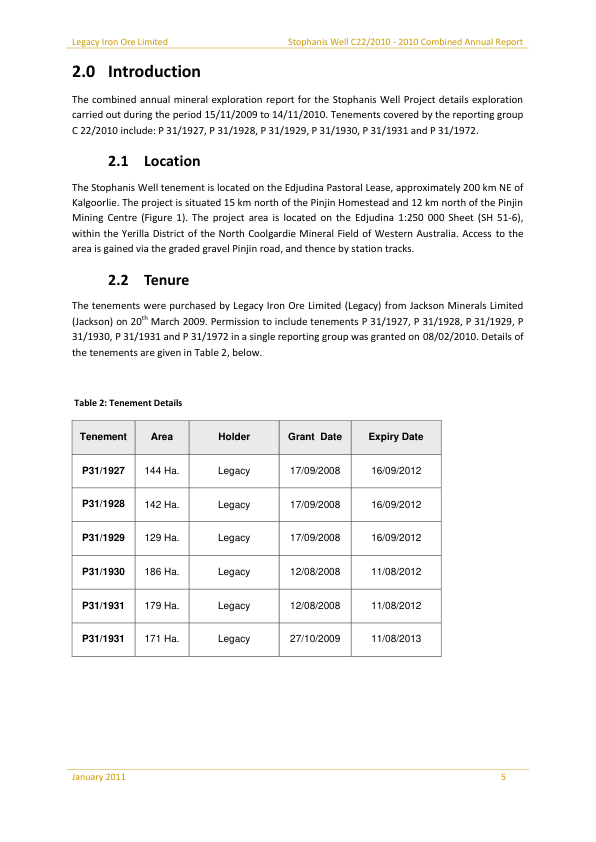 Legacy Iron Ore Limited Stophanis Well C22/2010 - 2010 Combined Annual Report
2.0 Introduction
The combined annual mineral exploration report for the Stophanis Well Project details exploration
carried out during the period 15/11/2009 to 14/11/2010. Tenements covered by the reporting group
C 22/2010 include: P 31/1927, P 31/1928, P 31/1929, P 31/1930, P 31/1931 and P 31/1972.
2.1 Location
The Stophanis Well tenement is located on the Edjudina Pastoral Lease, approximately 200 km NE of
Kalgoorlie. The project is situated 15 km north of the Pinjin Homestead and 12 km north of the Pinjin
Mining Centre (Figure 1). The project area is located on the Edjudina 1:250 000 Sheet (SH 51-6),
within the Yerilla District of the North Coolgardie Mineral Field of Western Australia. Access to the
area is gained via the graded gravel Pinjin road, and thence by station tracks.
2.2 Tenure
The tenements were purchased by Legacy Iron Ore Limited (Legacy) from Jackson Minerals Limited
(Jackson) on 20th March 2009. Permission to include tenements P 31/1927, P 31/1928, P 31/1929, P
31/1930, P 31/1931 and P 31/1972 in a single reporting group was granted on 08/02/2010. Details of
the tenements are given in Table 2, below.
Table 2: Tenement Details
Tenement Area Holder Grant Date Expiry Date
P31/1927 144 Ha. Legacy 17/09/2008 16/09/2012
P31/1928 142 Ha. Legacy 17/09/2008 16/09/2012
P31/1929 129 Ha. Legacy 17/09/2008 16/09/2012
P31/1930 186 Ha. Legacy 12/08/2008 11/08/2012
P31/1931 179 Ha. Legacy 12/08/2008 11/08/2012
P31/1931 171 Ha. Legacy 27/10/2009 11/08/2013
January 2011 5